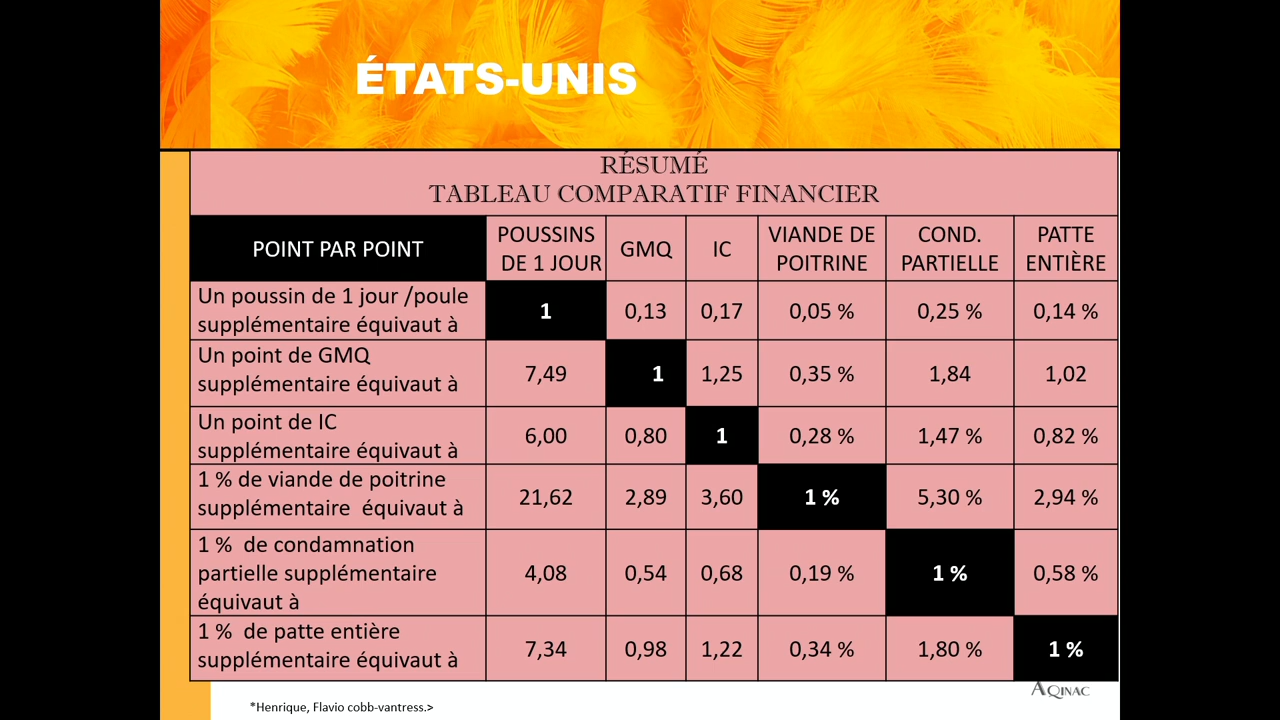 ÉTATS-UNIS
RÉSUMÉ
TABLEAU COMPARATIF FINANCIER
POINT PAR POINT
POUSSINS
DE 1 JOUR
GMQ
IC
VIANDE DE
POITRINE
COND.
PARTIELLE
PATTE
ENTIÈRE
Un poussin de 1 jour /poule
supplémentaire équivaut à
1
0,13
0,17
0,05 %
0,25 %
0,14 %
Un point de GMQ
supplémentaire équivaut à
7,49
1
1,25
0,35 %
1,84
1,02
Un point de IC
supplémentaire équivaut à
6,00
0,80
1
0,28 %
1,47 %
0,82 %
1 % de viande de poitrine
supplémentaire équivaut à
21,62
2,89
3,60
1 %
5,30 %
2,94 %
1 % de condamnation
partielle supplémentaire
équivaut à
4,08
0,54
0,68
0,19 %
1 %
0,58 %
1 % de patte entière
supplémentaire équivaut à
7,34
0,98
1,22
0,34 %
1,80 %
1 %
AQINAC
*Henrique, Flavio cobb-vantress.>